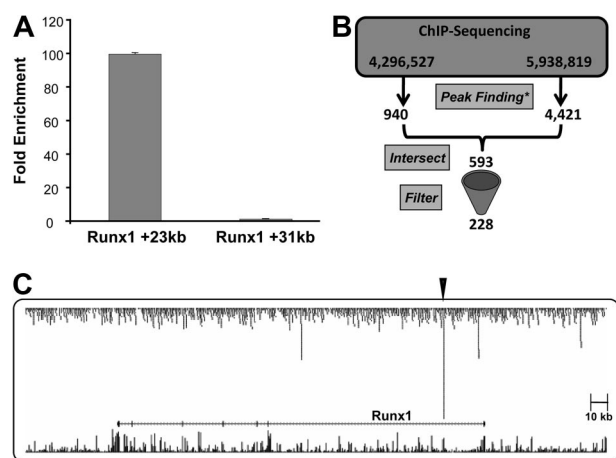 A
Fold Enrichment
120
100
80
60
40
20
0
Runx1 +23kb
Runx1 +31kb
B
ChIP-Sequencing
4,296,527
5,938,819
Peak Finding*
940
4,421
Intersect
593
Filter
228
C
Runx1
10 kb